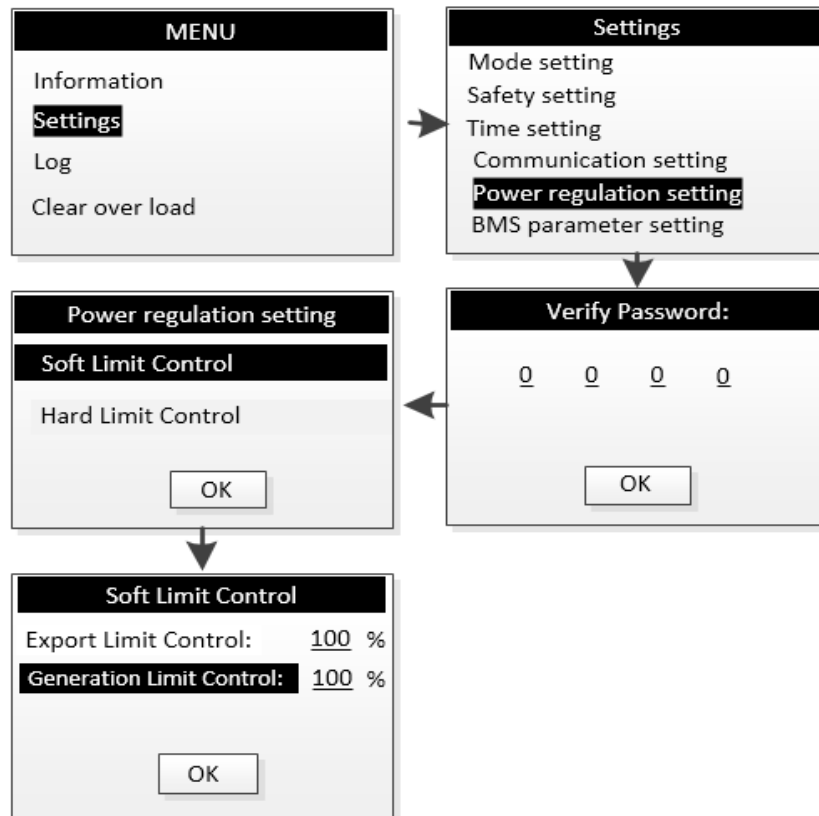 MENU
Information
Settings
Log
Clear over load
Settings
Mode setting
Safety setting
Time setting
Communication setting
Power regulation setting
BMS parameter setting
Verify Password:
0 0 0 0
OK
Power regulation setting
Soft Limit Control
Hard Limit Control
OK
Soft Limit Control
Export Limit Control: 100 %
Generation Limit Control: 100 %
OK